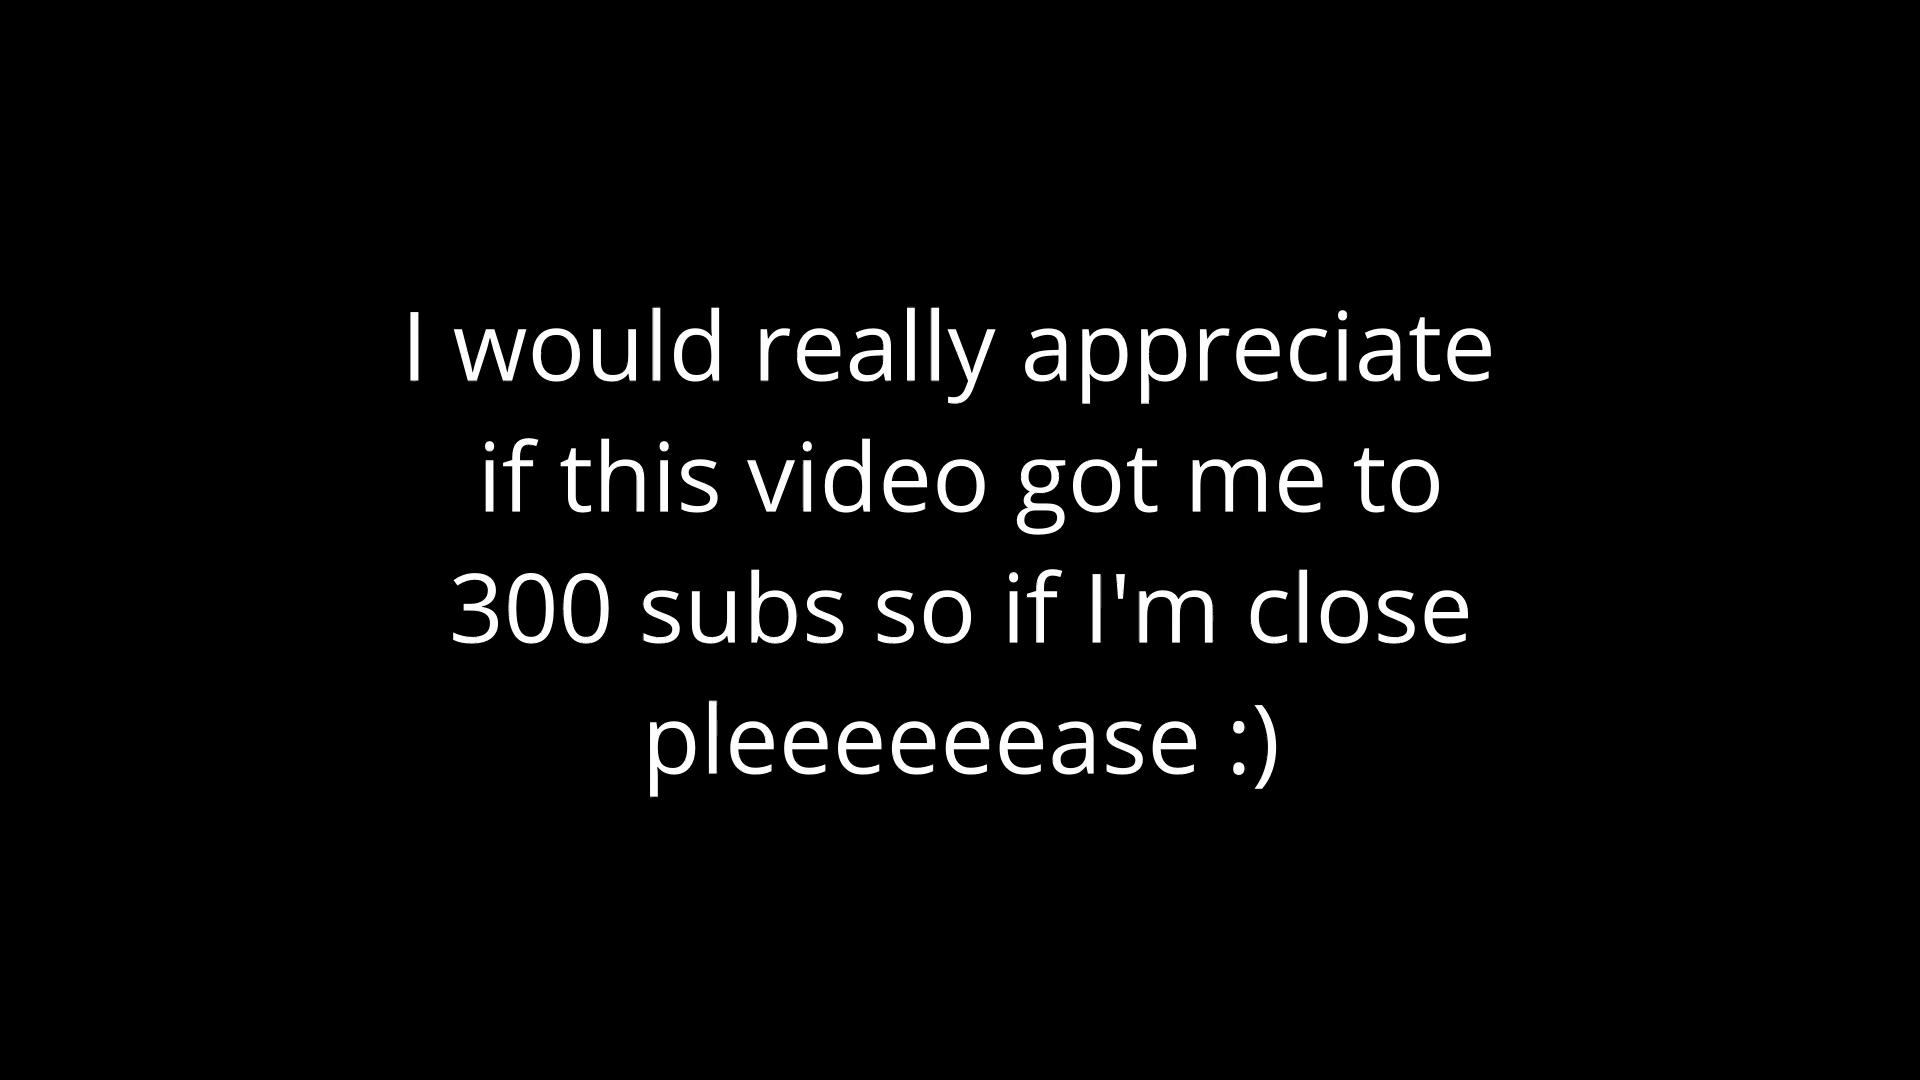 I would really appreciate
if this video got me to
300 subs so if I'm close
pleeeeeease :)